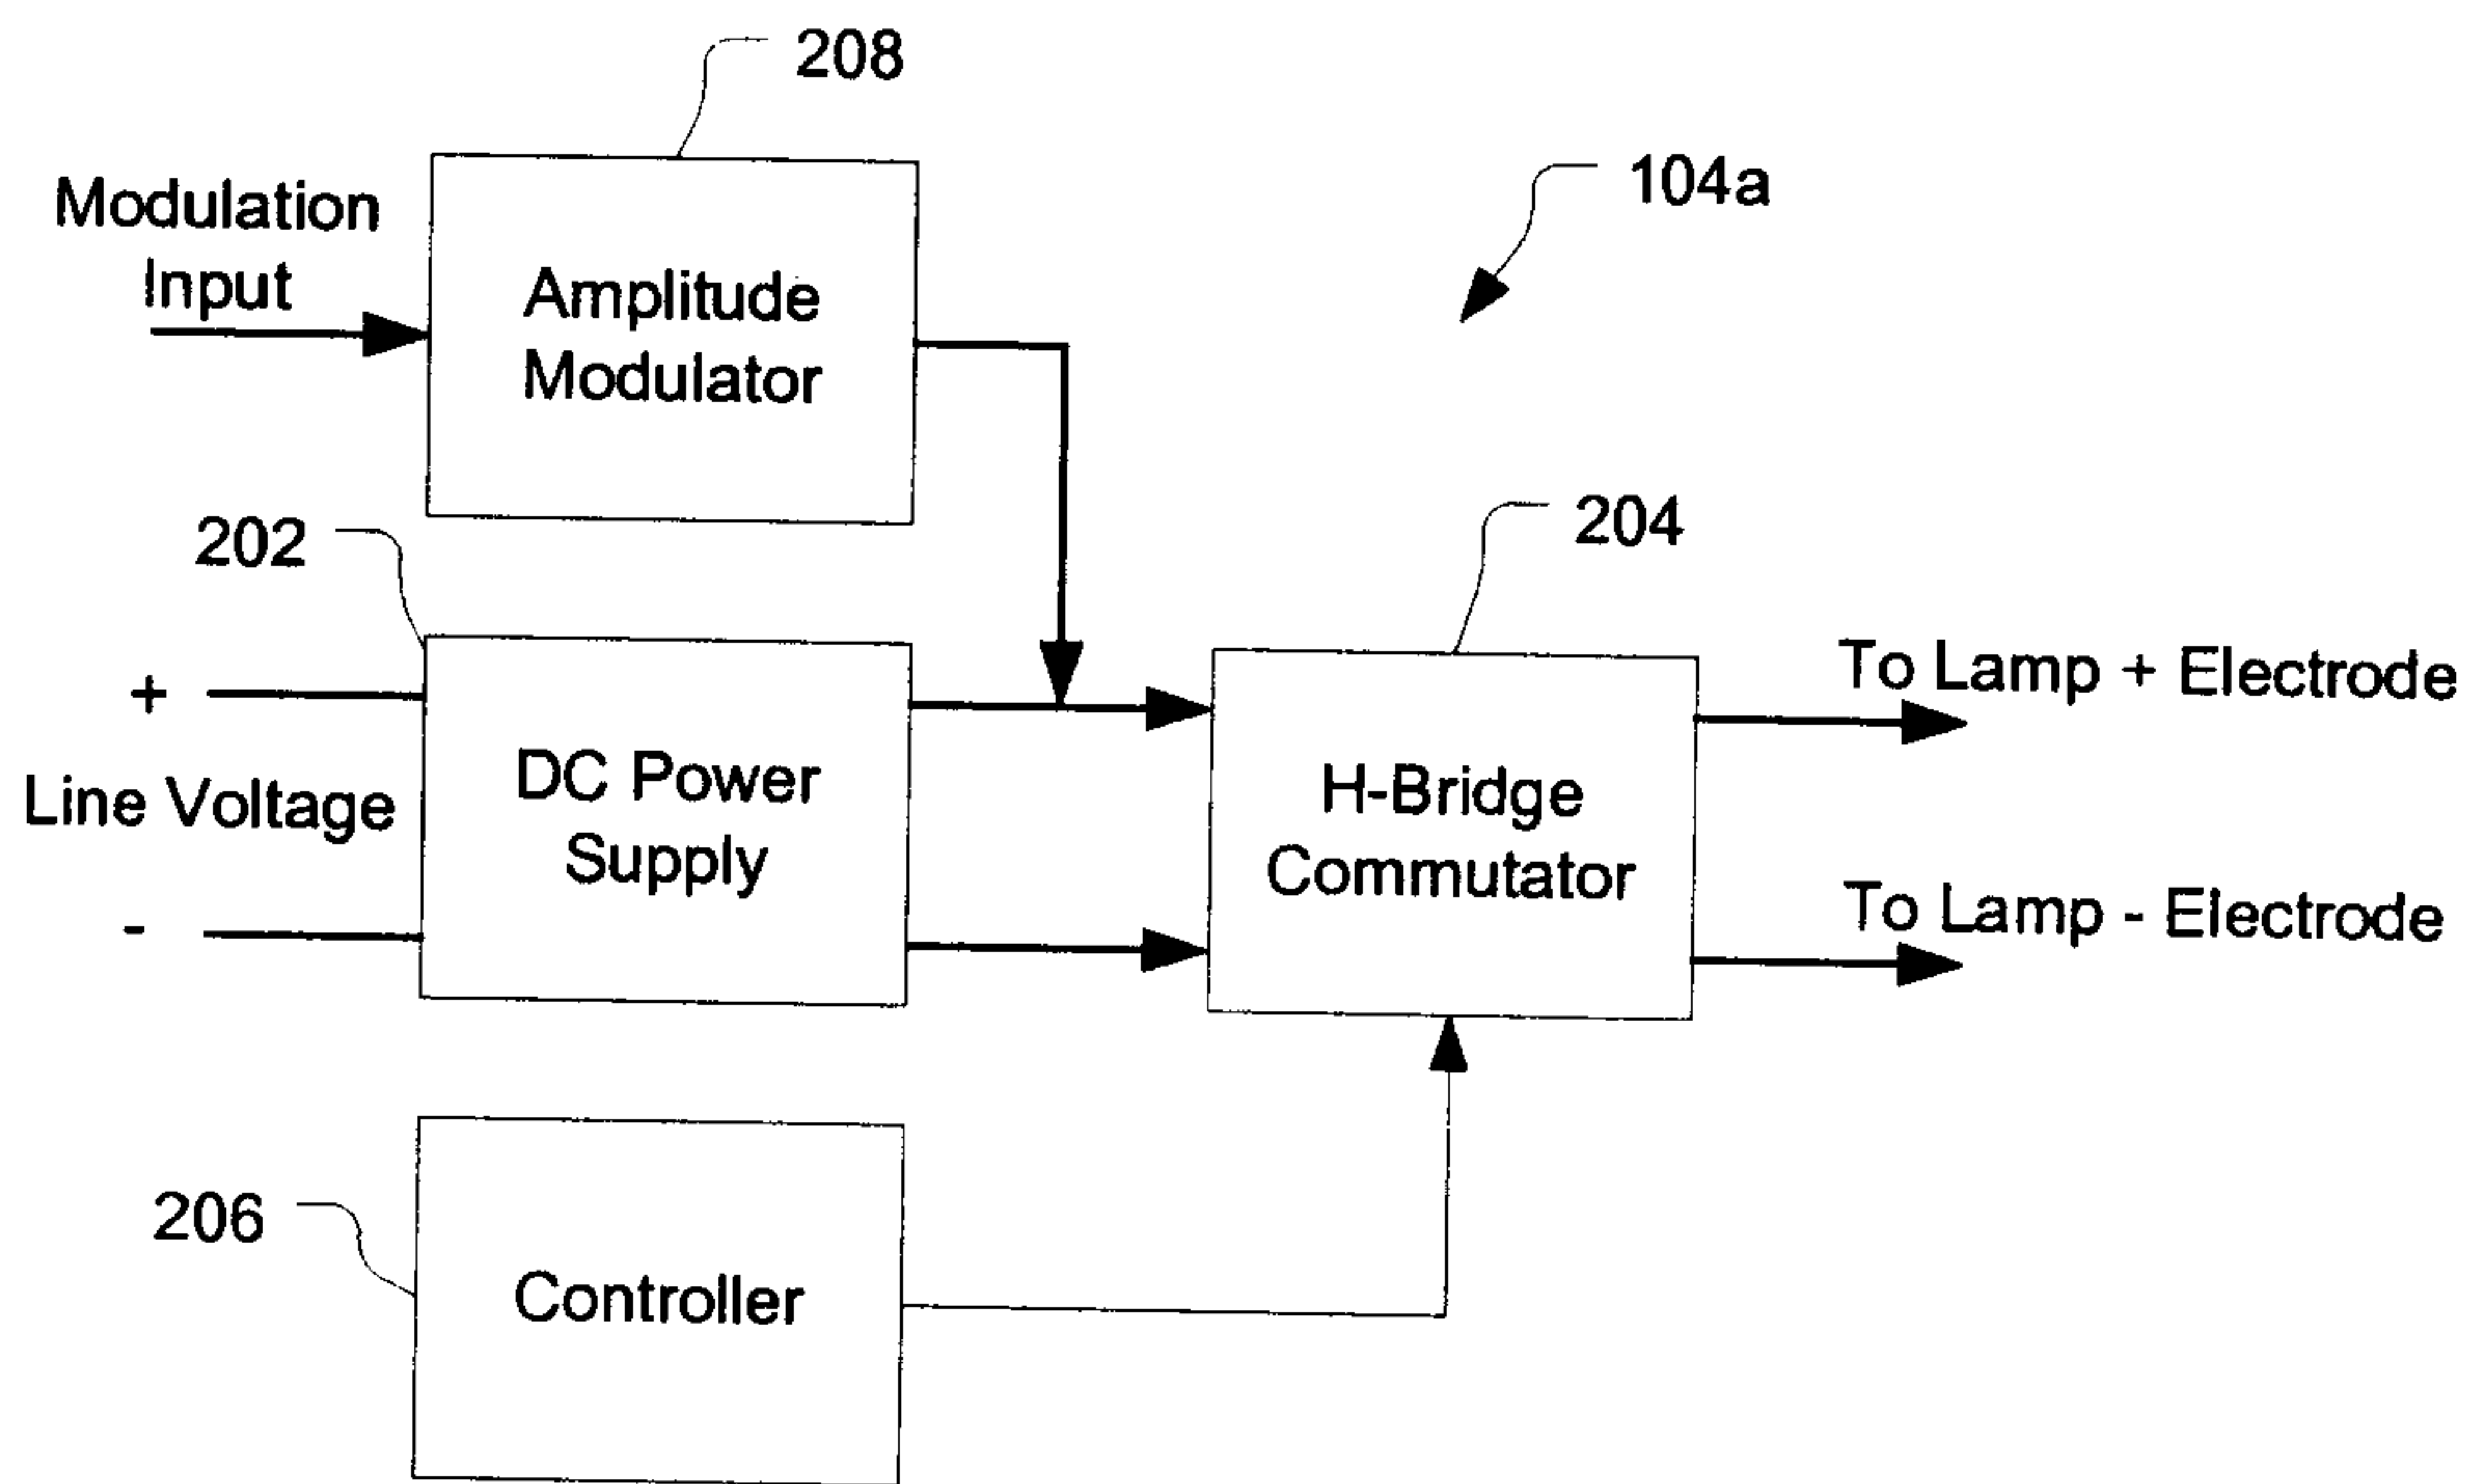 208
104a
Modulation
Input
Amplitude
Modulator
202
204
+
Line Voltage
-
DC Power
Supply
H-Bridge
Commutator
To Lamp + Electrode
To Lamp - Electrode
206
Controller